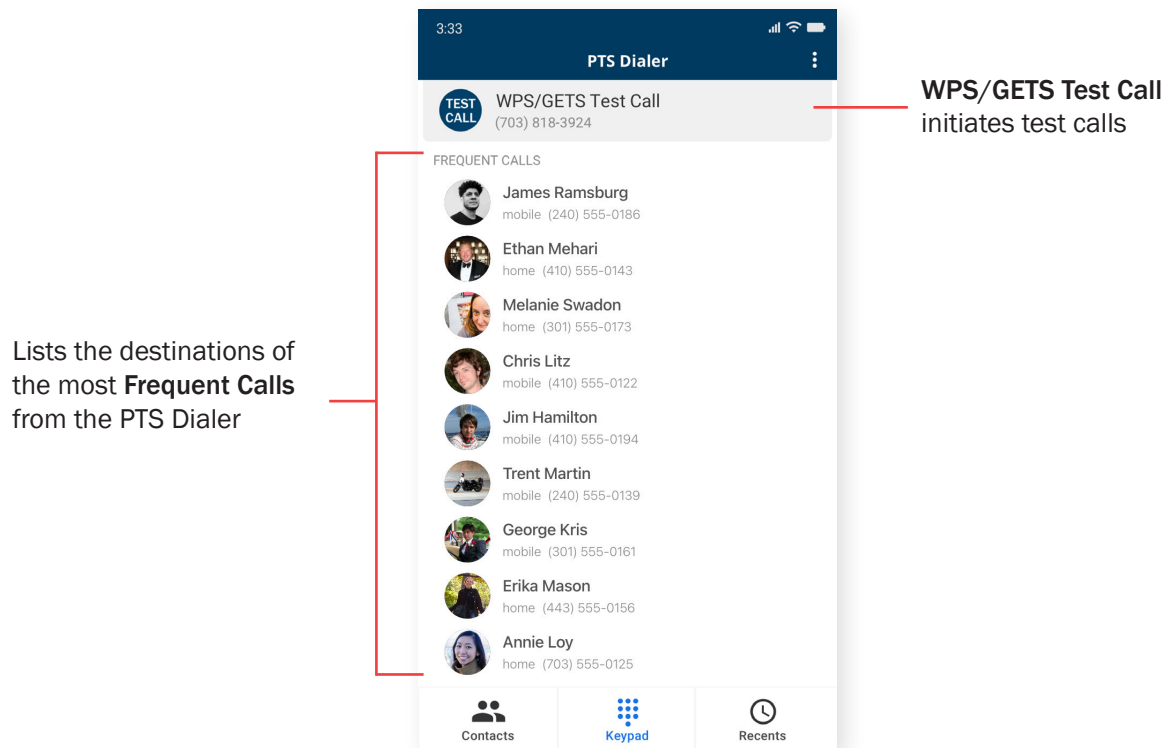 3:33
PTS Dialer
TEST
CALL
WPS/GETS Test Call
(703) 818-3924
WPS/GETS Test Call
initiates test calls
FREQUENT CALLS
James Ramsburg
mobile (240) 555-0186
Ethan Mehari
home (410) 555-0143
Melanie Swadon
home (301) 555-0173
Chris Litz
mobile (410) 555-0122
Jim Hamilton
mobile (410) 555-0194
Trent Martin
mobile (240) 555-0139
George Kris
mobile (301) 555-0161
Erika Mason
home (443) 555-0156
Annie Loy
home (703) 555-0125
Lists the destinations of
the most Frequent Calls
from the PTS Dialer
Contacts
Keypad
Recents